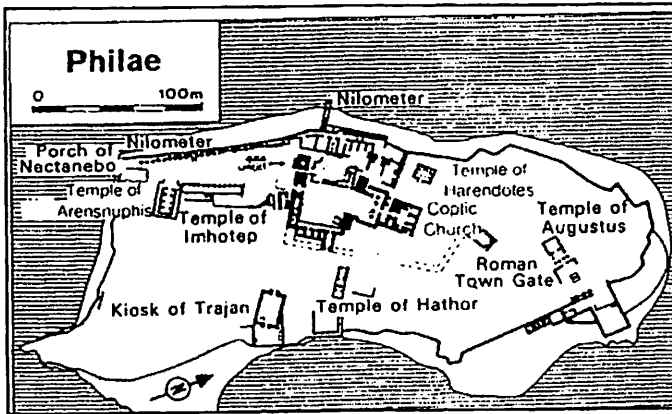 Philae
0 100m
Nilometer
Nilometer
Porch of
Nectanebo
Temple of
Arensnuphis
Temple of
Imhotep
Temple of
Harendotes
Coptic
Church
Temple of
Augustus
Roman
Town Gate
Kiosk of Trajan
Temple of Hathor
N